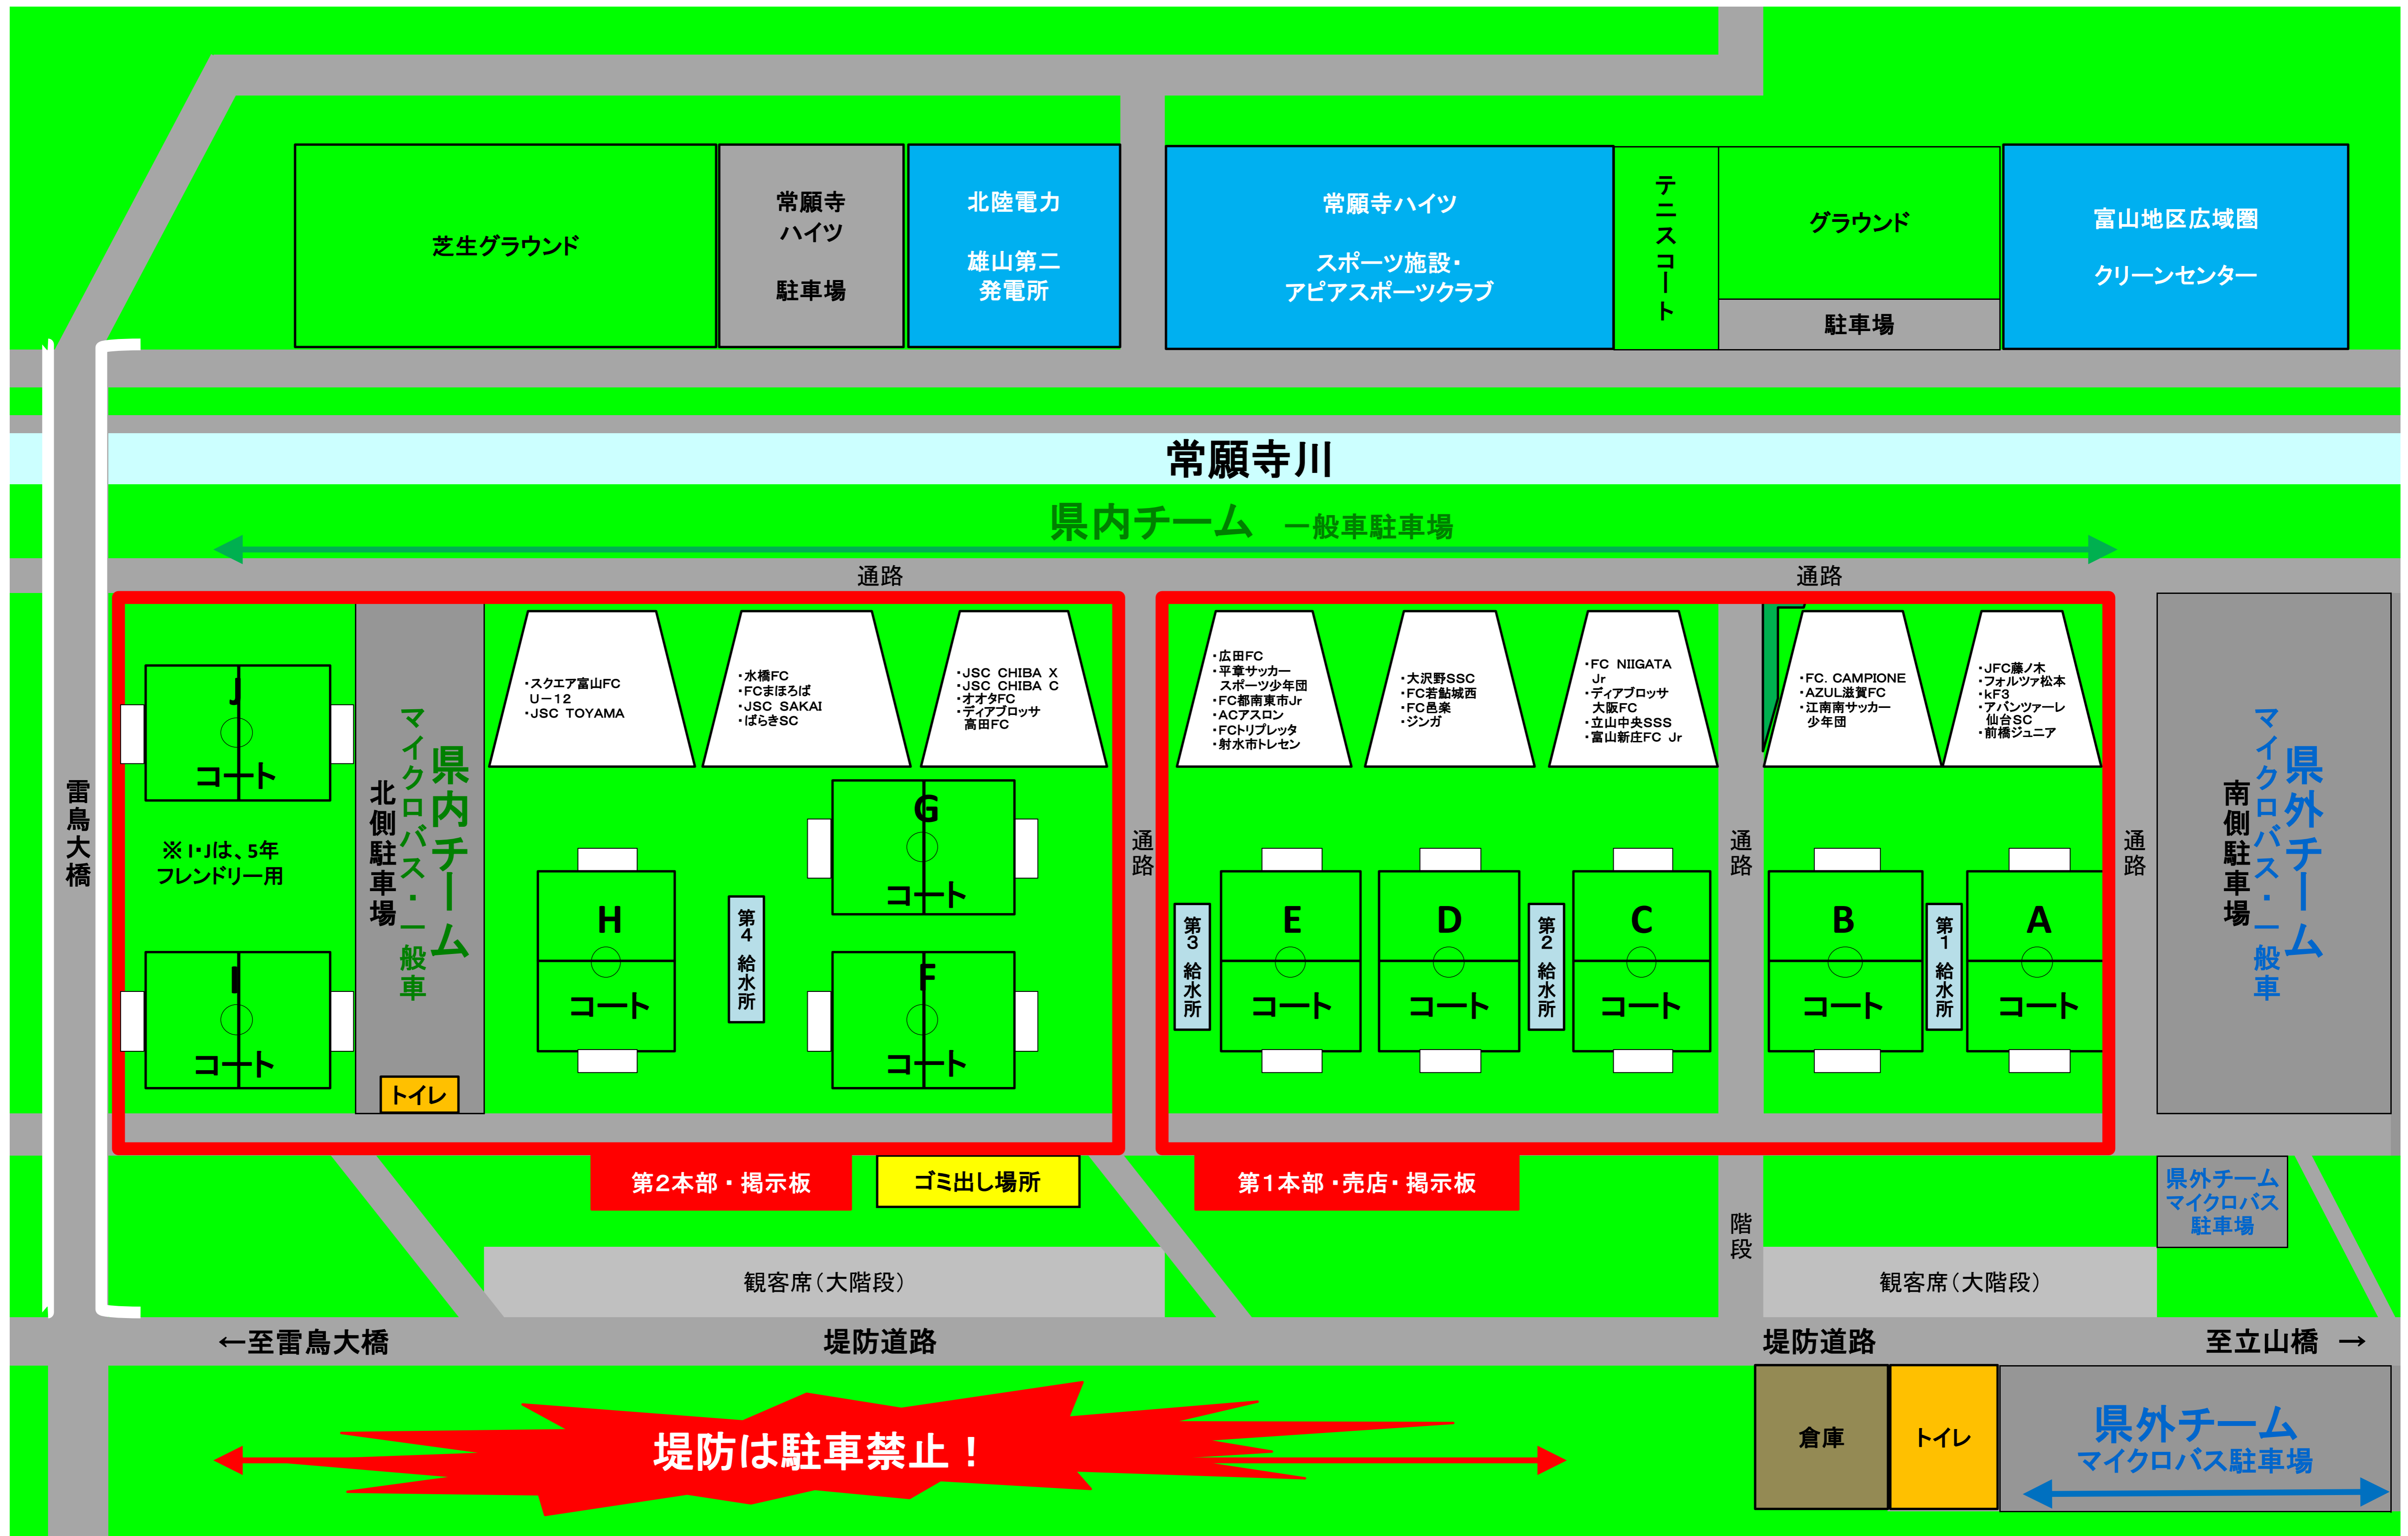 芝生グラウンド
常願寺
ハイツ
駐車場
北陸電力
雄山第二
発電所
常願寺ハイツ
スポーツ施設・
アピアスポーツクラブ
テニスコート
グラウンド
駐車場
富山地区広域圏
クリーンセンター
常願寺川
県内チーム 一般車駐車場
通路
通路
雷鳥大橋
J
コート
※ I・Jは、5年
フレンドリー用
I
コート
県内チーム
マイクロバス・一般車
北側駐車場
トイレ
・スクエア富山FC
U－12
・JSC TOYAMA
・水橋FC
・FCまほろば
・JSC SAKAI
・ばらきSC
・JSC CHIBA X
・JSC CHIBA C
・オオタFC
・ディアブロッサ
高田FC
H
コート
第4 給水所
G
コート
F
コート
通路
・広田FC
・平章サッカー
スポーツ少年団
・FC都南東市Jr
・ACアスロン
・FCトリプレッタ
・射水市トレセン
・大沢野SSC
・FC若鮎城西
・FC邑楽
・ジンガ
・FC NIIGATA
Jr
・ディアブロッサ
大阪FC
・立山中央SSS
・富山新庄FC Jr
第3 給水所
E
コート
D
コート
第2 給水所
C
コート
通路
・FC. CAMPIONE
・AZUL滋賀FC
・江南南サッカー
少年団
・JFC藤ノ木
・フォルツァ松本
・kF3
・アバンツァーレ
仙台SC
・前橋ジュニア
B
コート
第1 給水所
A
コート
通路
県外チーム
マイクロバス・一般車
南側駐車場
第2本部・掲示板
ゴミ出し場所
第1本部・売店・掲示板
階段
県外チーム
マイクロバス
駐車場
観客席（大階段）
観客席（大階段）
←至雷鳥大橋
堤防道路
堤防道路
至立山橋 →
堤防は駐車禁止！
倉庫
トイレ
県外チーム
マイクロバス駐車場